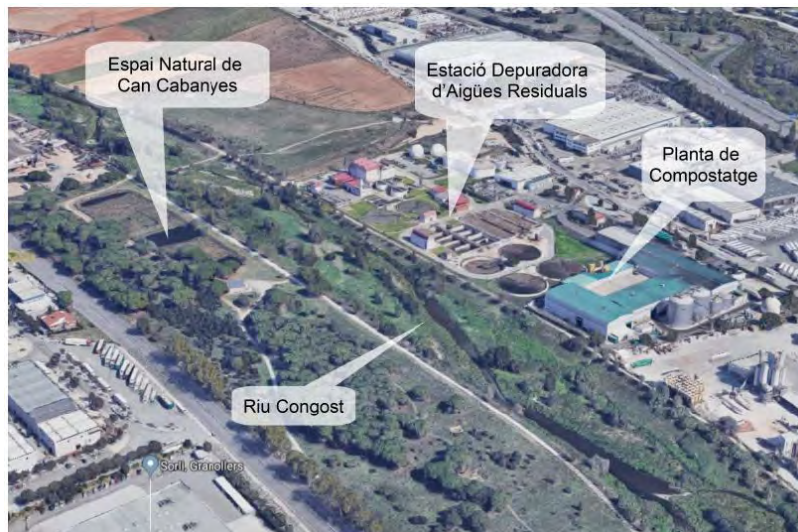 Espai Natural de
Can Cabanyes
Estació Depuradora
d'Aigües Residuals
Planta de
Compostatge
Riu Congost
Sorli, Granollers